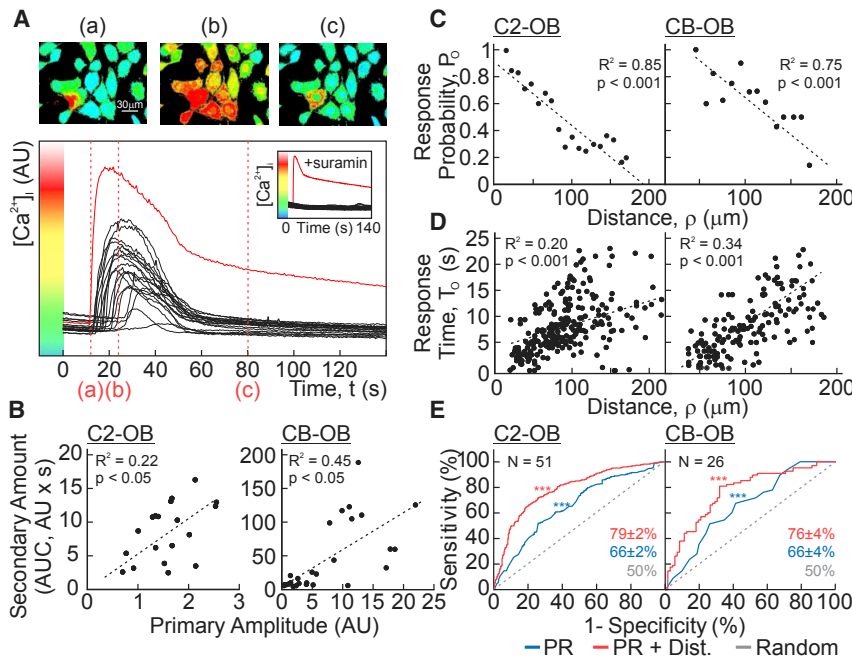 A
(a)
(b)
(c)
30μm
[Ca²⁺]ᵢ (AU)
+suramin
[Ca²⁺]ᵢ
0 Time (s) 140
0 20 40 60 80 100 120
Time, t (s)
(a)(b) (c)
B
C2-OB
CB-OB
Secondary Amount
(AUC, AU x s)
R² = 0.22
p < 0.05
R² = 0.45
p < 0.05
20
15
10
5
0
200
150
100
50
0
0 1 2 3
0 5 10 15 20 25
Primary Amplitude (AU)
C
C2-OB
CB-OB
Response
Probability, Pₒ
1
0.8
0.6
0.4
0.2
0
R² = 0.85
p < 0.001
R² = 0.75
p < 0.001
0 100 200
0 100 200
Distance, ρ (μm)
D
Response
Time, Tₒ (s)
25
20
15
10
5
0
R² = 0.20
p < 0.001
R² = 0.34
p < 0.001
0 100 200
0 100 200
Distance, ρ (μm)
E
C2-OB
CB-OB
Sensitivity (%)
100
80
60
40
20
0
N = 51
***
***
79±2%
66±2%
50%
N = 26
***
***
76±4%
66±4%
50%
0 20 40 60 80
0 20 40 60 80 100
1- Specificity (%)
PR PR + Dist. Random